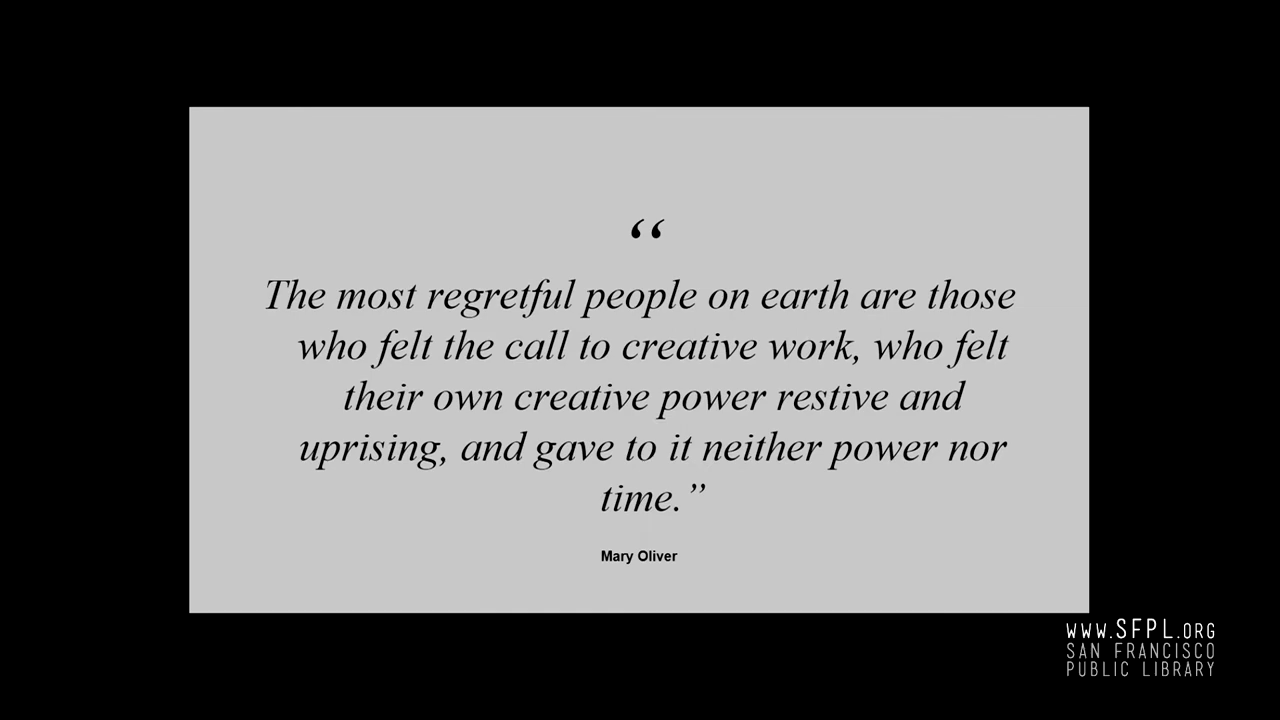 “
The most regretful people on earth are those
who felt the call to creative work, who felt
their own creative power restive and
uprising, and gave to it neither power nor
time.”
Mary Oliver
WWW.SFPL.ORG
SAN FRANCISCO
PUBLIC LIBRARY